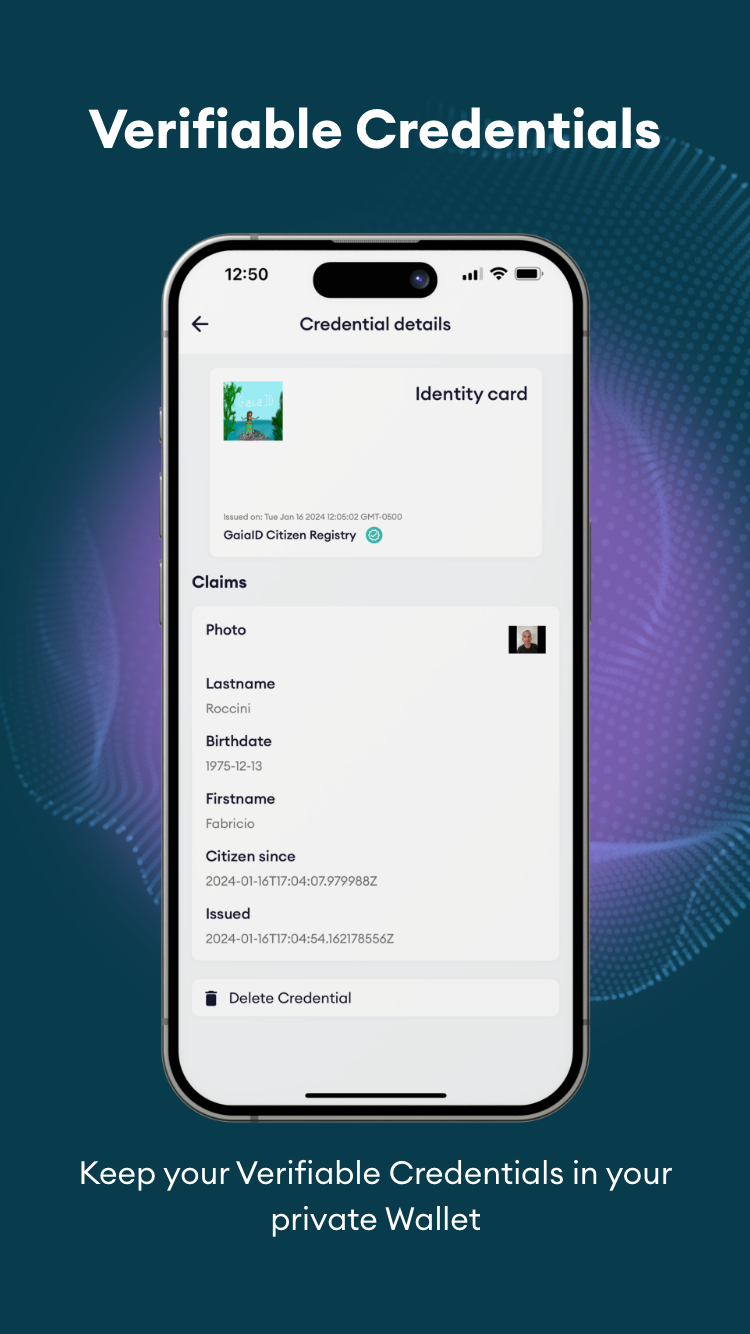 Verifiable Credentials
12:50
Credential details
GaiaID
Identity card
Issued on: Tue Jan 16 2024 12:05:02 GMT-0500
GaiaID Citizen Registry
Claims
Photo
Lastname
Roccini
Birthdate
1975-12-13
Firstname
Fabricio
Citizen since
2024-01-16T17:04:07.979988Z
Issued
2024-01-16T17:04:54.162178556Z
Delete Credential
Keep your Verifiable Credentials in your
private Wallet